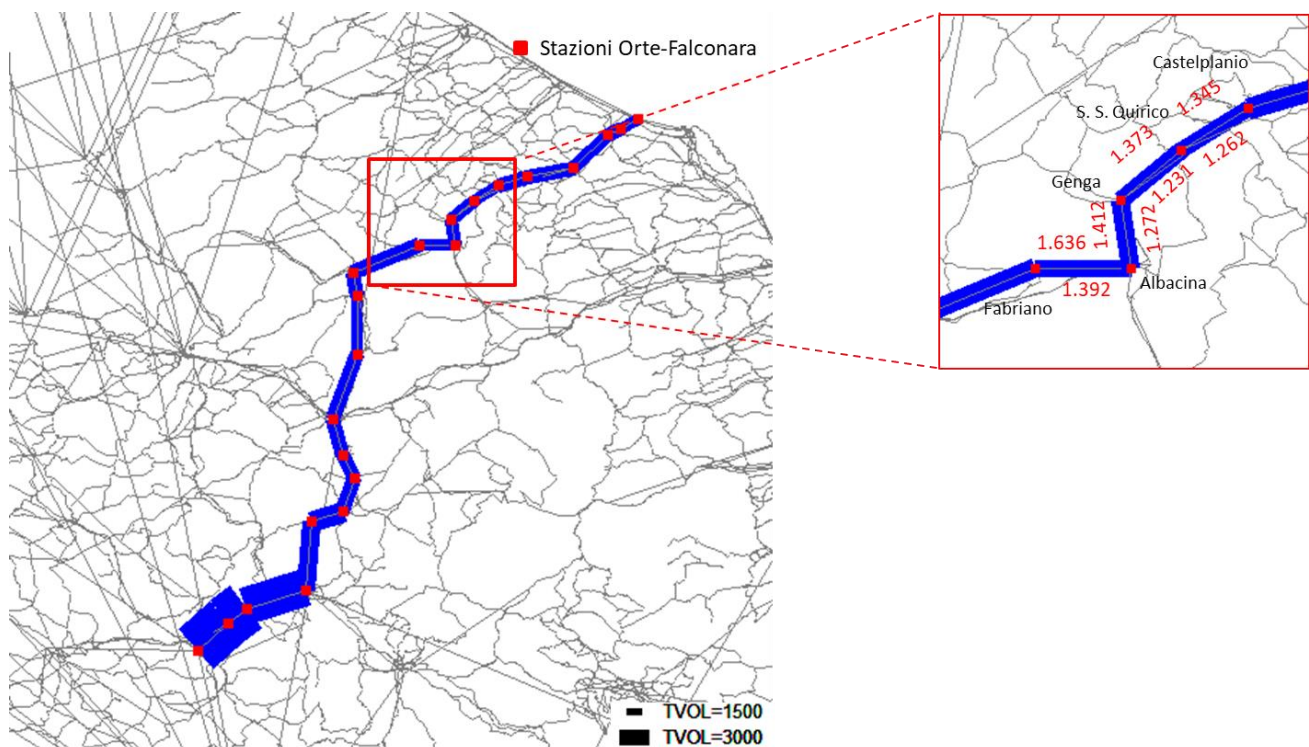 Stazioni Orte-Falconara
Castelplanio
1.345
S. S. Quirico
1.373
1.262
1.231
Genga
1.412
1.272
1.636
Albacina
1.392
Fabriano
TVOL=1500
TVOL=3000